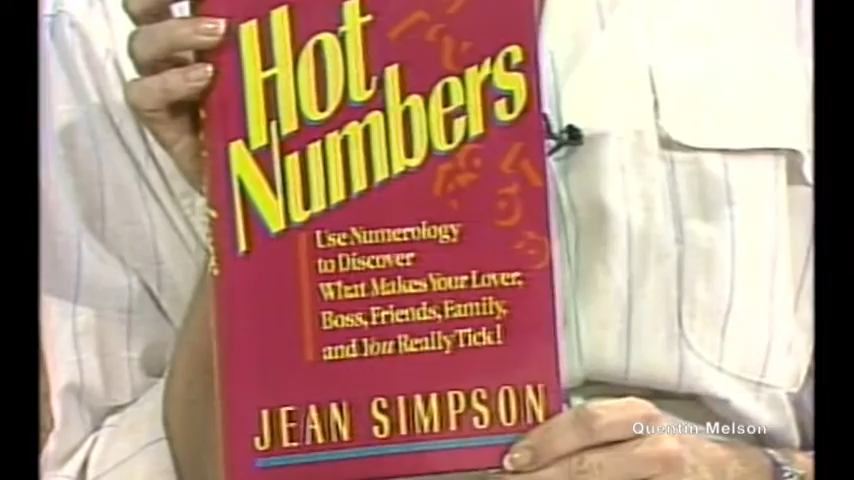 Hot
Numbers
Use Numerology
to Discover
What Makes Your Lover,
Boss, Friends, Family,
and You Really Tick!
JEAN SIMPSON
Quentin Melson